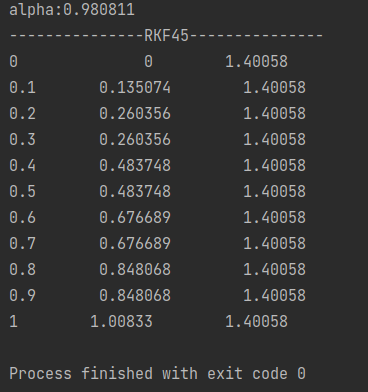 alpha:0.980811
---------------RKF45---------------
0 0 1.40058
0.1 0.135074 1.40058
0.2 0.260356 1.40058
0.3 0.260356 1.40058
0.4 0.483748 1.40058
0.5 0.483748 1.40058
0.6 0.676689 1.40058
0.7 0.676689 1.40058
0.8 0.848068 1.40058
0.9 0.848068 1.40058
1 1.00833 1.40058
Process finished with exit code 0